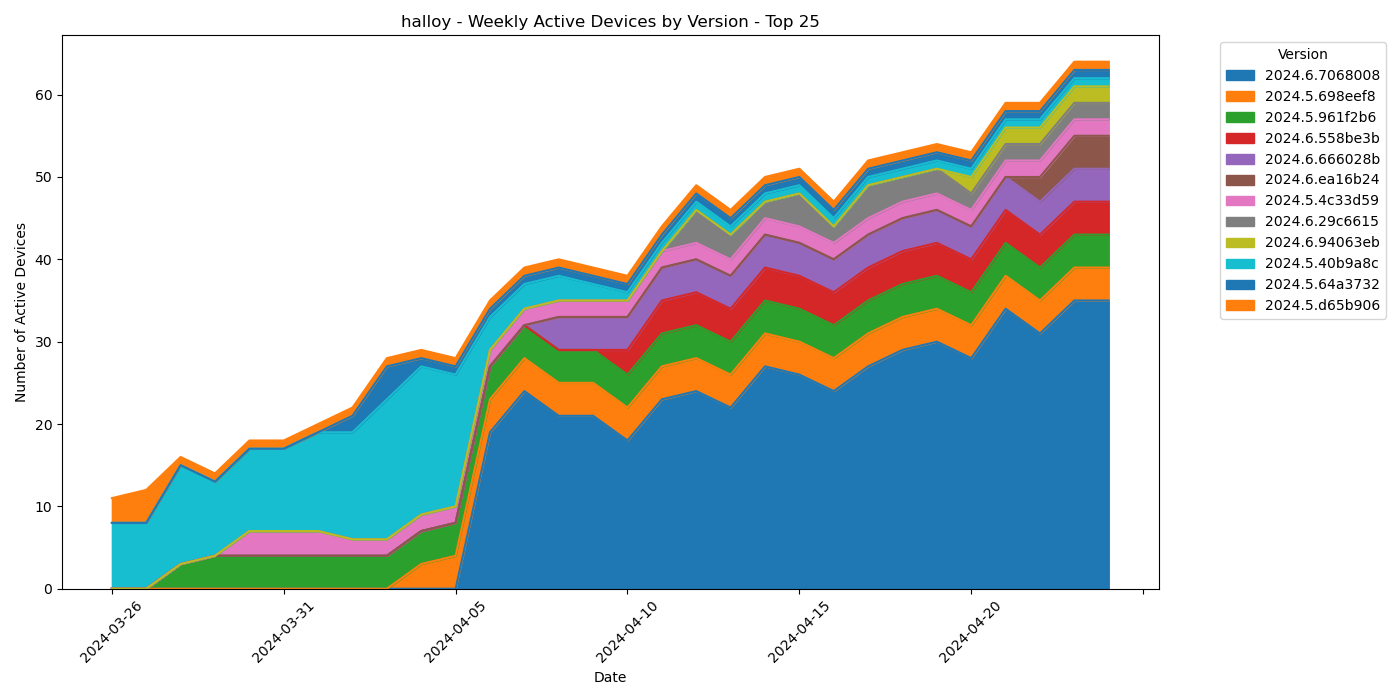 halloy - Weekly Active Devices by Version - Top 25
Number of Active Devices
60
50
40
30
20
10
0
2024-03-26
2024-03-31
2024-04-05
2024-04-10
2024-04-15
2024-04-20
Date
Version
2024.6.7068008
2024.5.698eef8
2024.5.961f2b6
2024.6.558be3b
2024.6.666028b
2024.6.ea16b24
2024.5.4c33d59
2024.6.29c6615
2024.6.94063eb
2024.5.40b9a8c
2024.5.64a3732
2024.5.d65b906